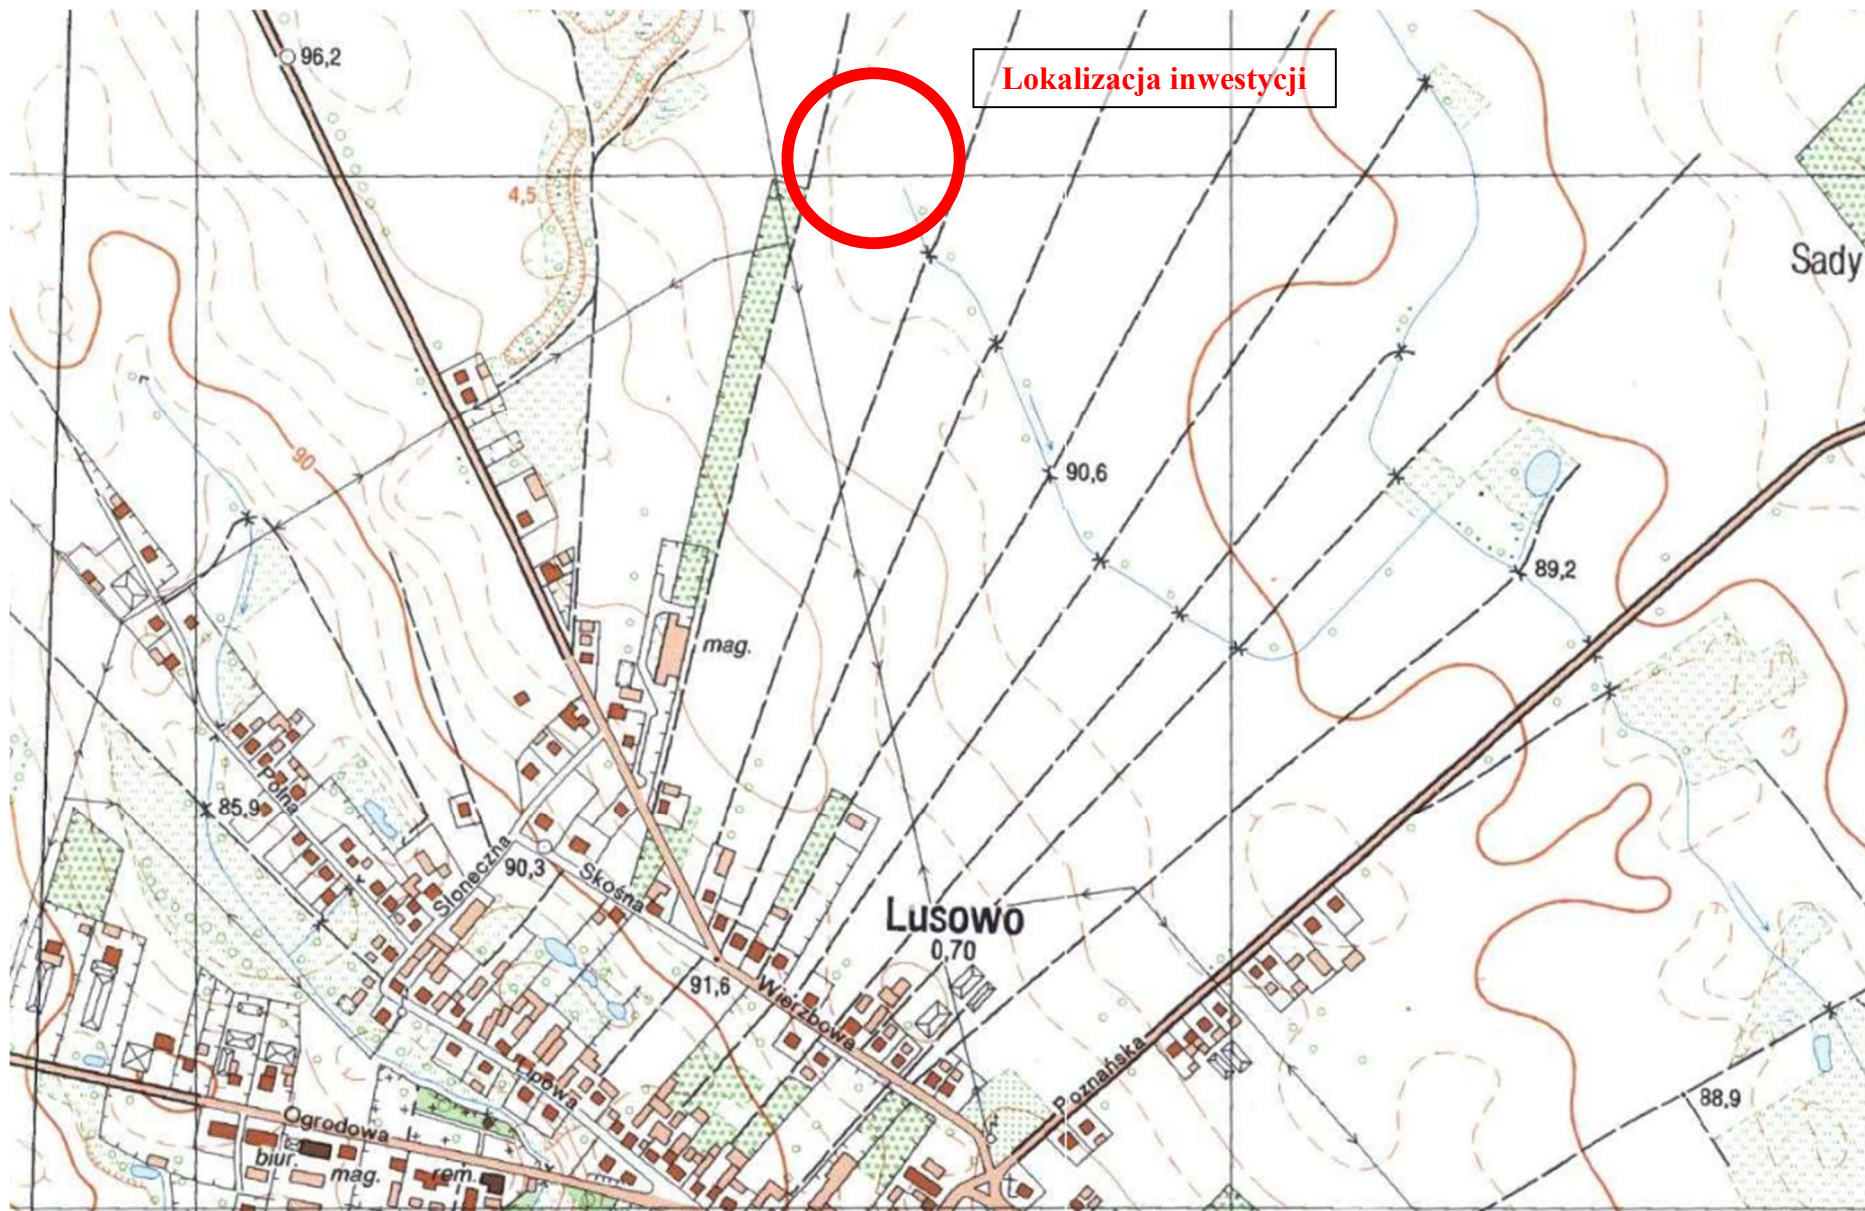 96,2
Lokalizacja inwestycji
4,5
Sady
90
90,6
89,2
mag.
Polna
85,9
Słoneczna
90,3
Skośna
Lusowo
0,70
91,6
Wierzbowa
Poznańska
Lipowa
88,9
Ogrodowa
biur.
mag.
rem.